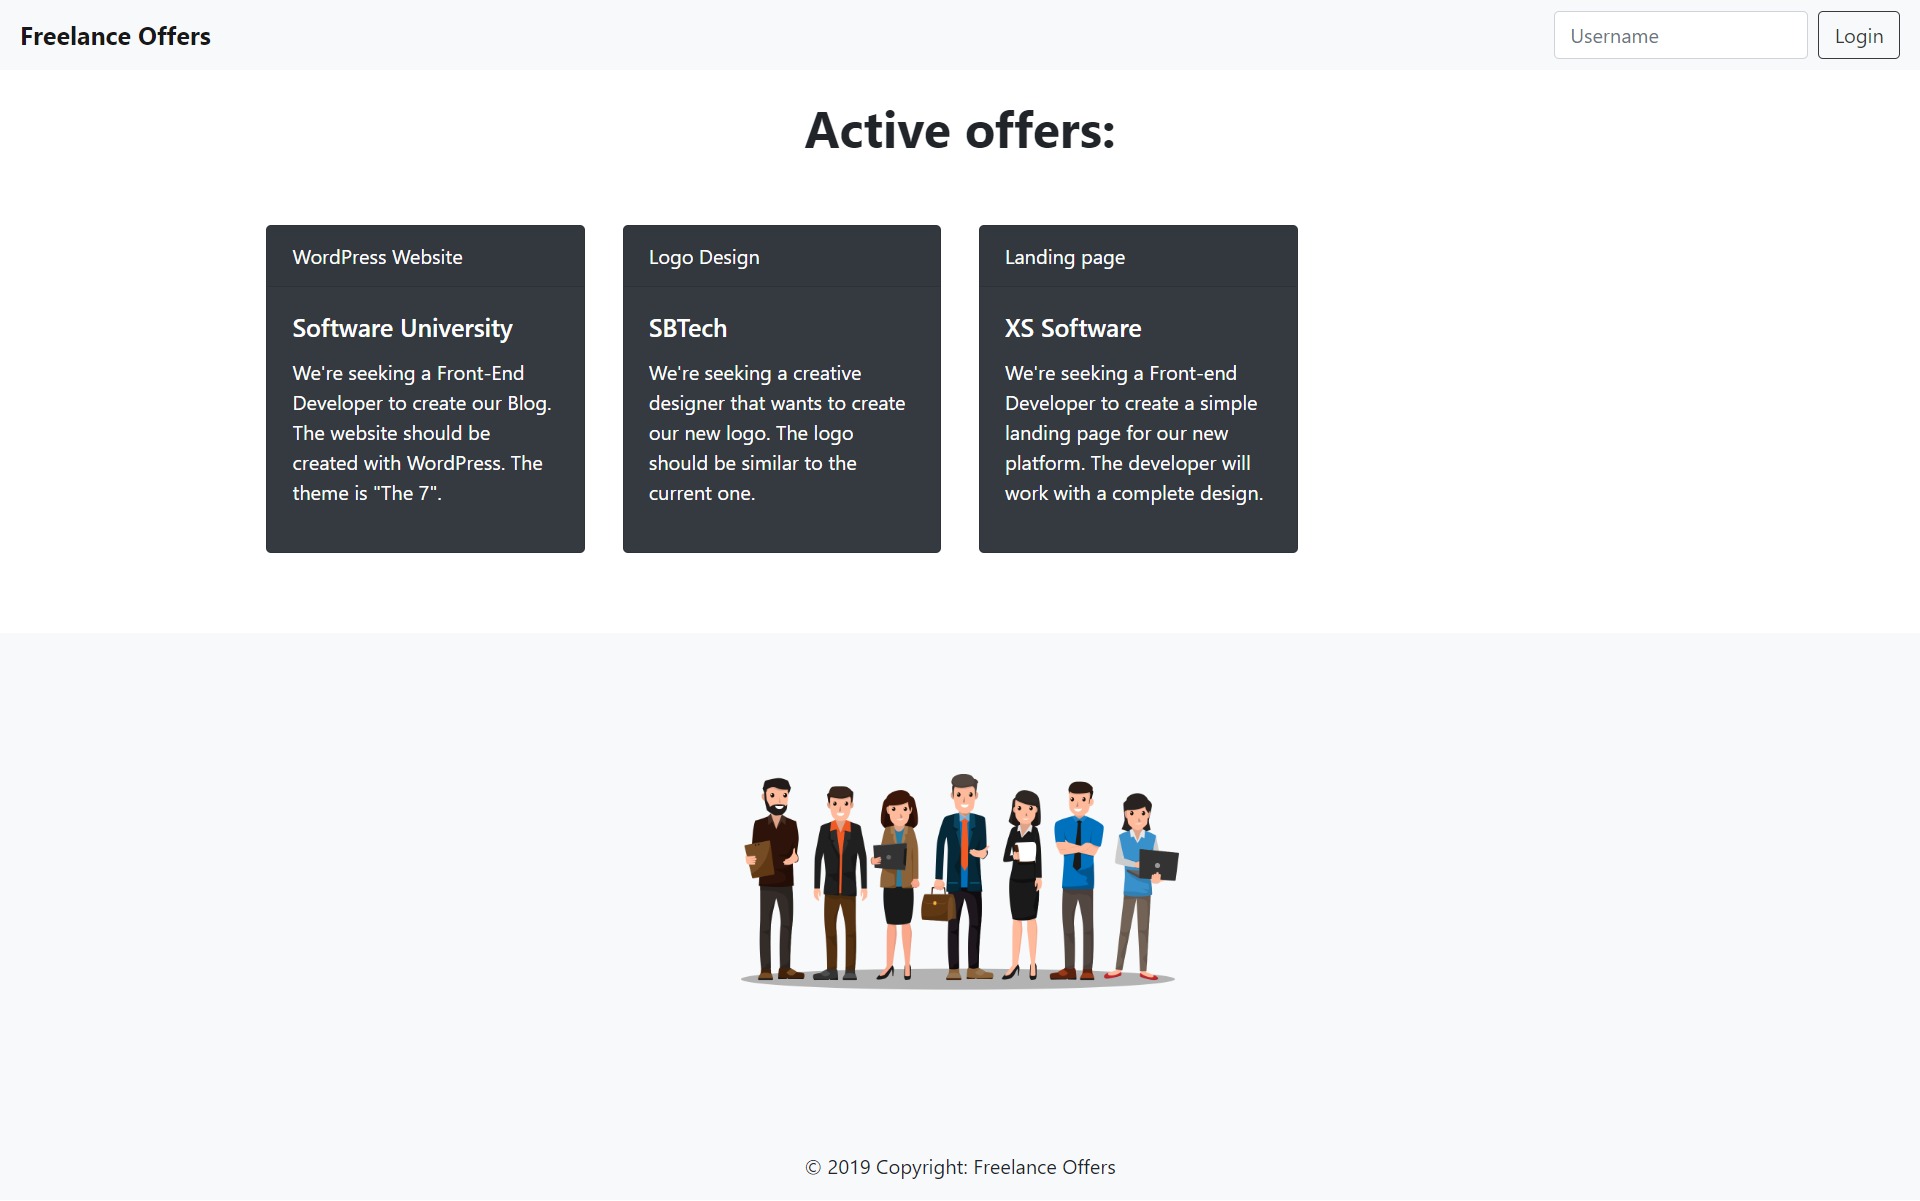 Freelance Offers
Username
Login
Active offers:
WordPress Website
Software University
We're seeking a Front-End
Developer to create our Blog.
The website should be
created with WordPress. The
theme is "The 7".
Logo Design
SBTech
We're seeking a creative
designer that wants to create
our new logo. The logo
should be similar to the
current one.
Landing page
XS Software
We're seeking a Front-end
Developer to create a simple
landing page for our new
platform. The developer will
work with a complete design.
© 2019 Copyright: Freelance Offers